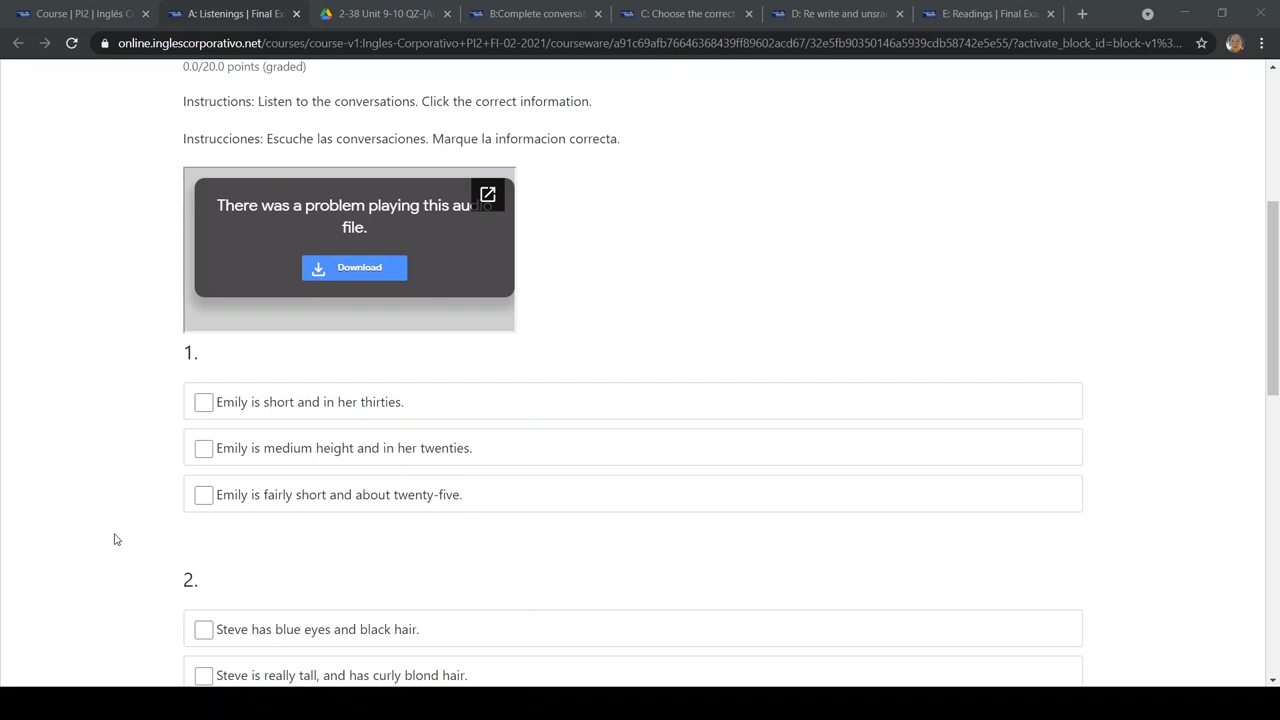 Course | PI2 | Inglés C
A: Listenings | Final Ex
2-38 Unit 9-10 QZ-[A
B:Complete conversat
C: Choose the correct
D: Re write and unsra
E: Readings | Final Exa
online.inglescorporativo.net/courses/course-v1:Ingles-Corporativo+PI2+FI-02-2021/courseware/a91c69afb76646368439ff89602acd67/32e5fb90350146a5939cdb58742e5e55/?activate_block_id=block-v1%3...
0.0/20.0 points (graded)
Instructions: Listen to the conversations. Click the correct information.
Instrucciones: Escuche las conversaciones. Marque la informacion correcta.
There was a problem playing this audio
file.
Download
1.
Emily is short and in her thirties.
Emily is medium height and in her twenties.
Emily is fairly short and about twenty-five.
2.
Steve has blue eyes and black hair.
Steve is really tall, and has curly blond hair.